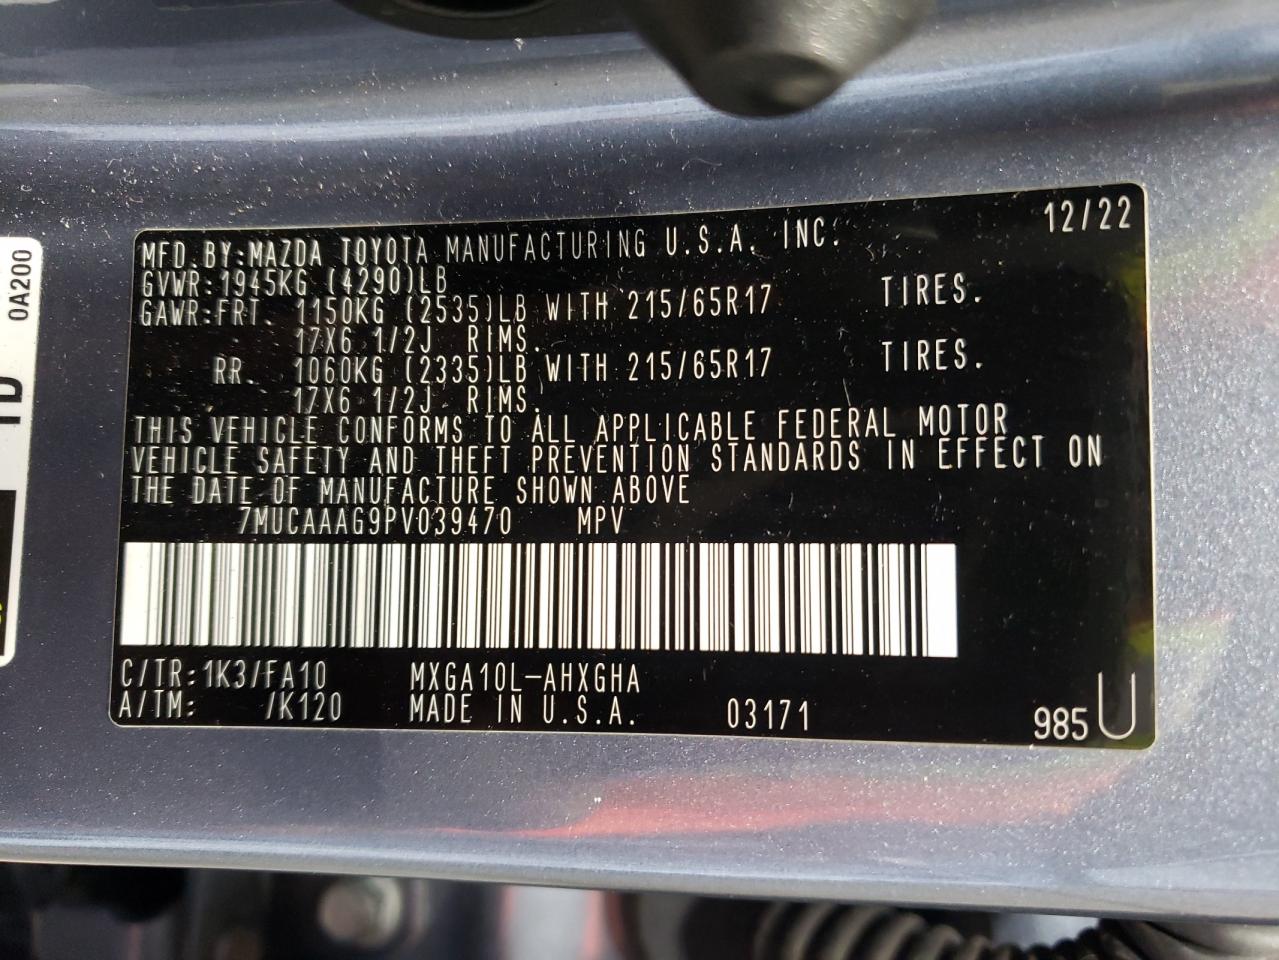 12/22
MFD.BY:MAZDA TOYOTA MANUFACTURING U.S.A. INC.
GVWR:1945KG (4290)LB
GAWR:FRT. 1150KG (2535)LB WITH 215/65R17 TIRES.
17X6 1/2J RIMS.
RR. 1060KG (2335)LB WITH 215/65R17 TIRES.
17X6 1/2J RIMS.
THIS VEHICLE CONFORMS TO ALL APPLICABLE FEDERAL MOTOR
VEHICLE SAFETY AND THEFT PREVENTION STANDARDS IN EFFECT ON
THE DATE OF MANUFACTURE SHOWN ABOVE
7MUCAAAG9PV039470 MPV
C/TR:1K3/FA10 MXGA10L-AHXGHA
A/TM: /K120 MADE IN U.S.A. 03171
985 U
0A200